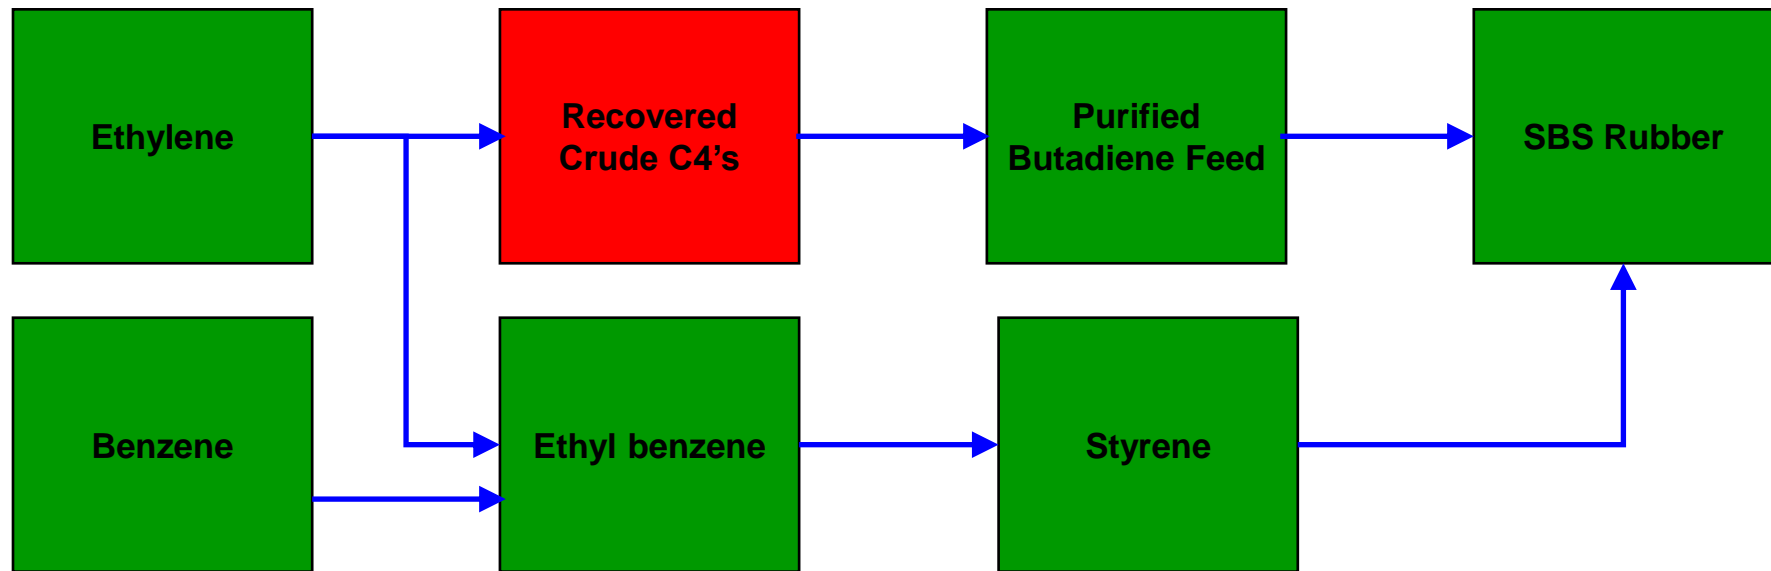 Ethylene
Recovered
Crude C4’s
Purified
Butadiene Feed
SBS Rubber
Benzene
Ethyl benzene
Styrene